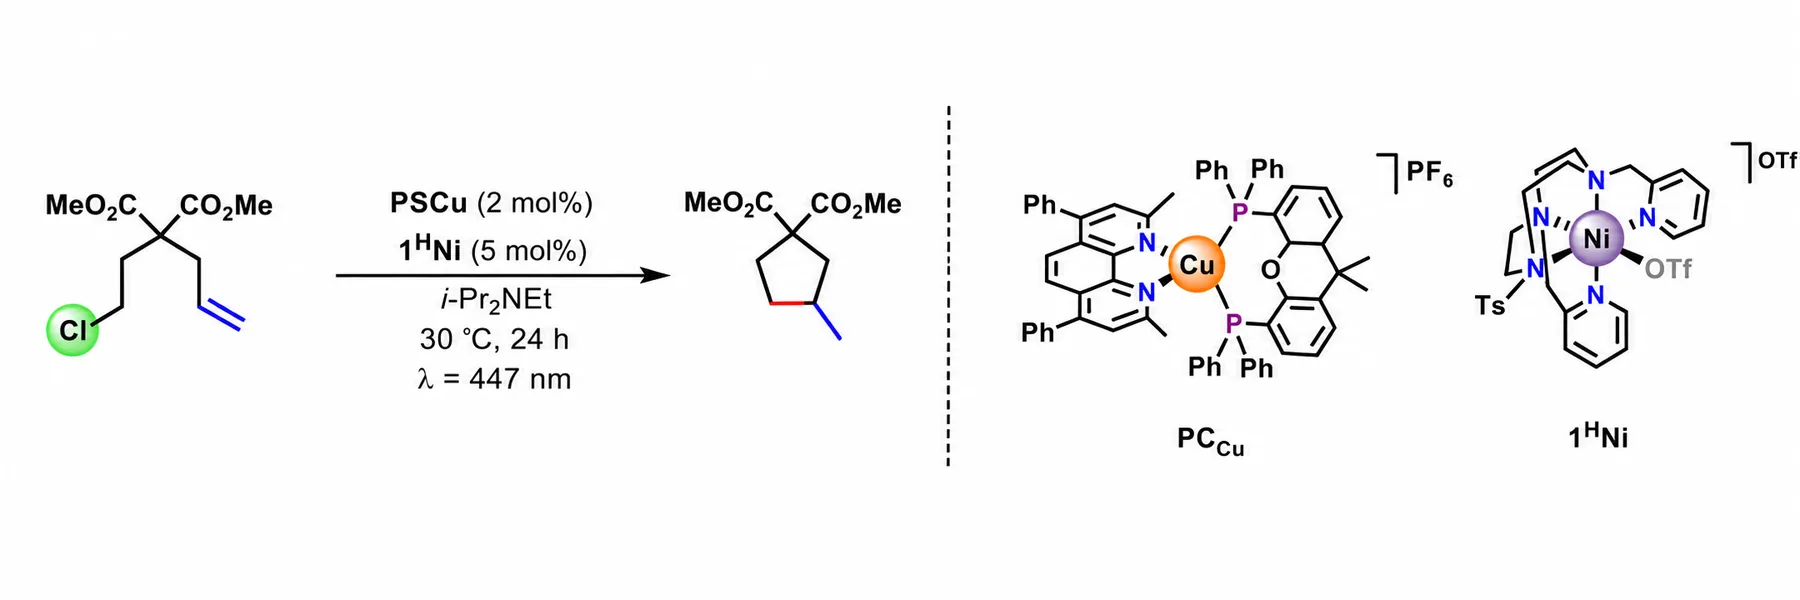 MeO₂C CO₂Me
Cl
PSCu (2 mol%)
1ᴴNi (5 mol%)
i-Pr₂NEt
30 °C, 24 h
λ = 447 nm
MeO₂C CO₂Me
Ph Ph
Ph
P
N
Cu
O
N
P
Ph
Ph Ph
]PF₆
PC_Cu
]OTf
N
N
N
Ni
N
OTf
Ts
N
1ᴴNi